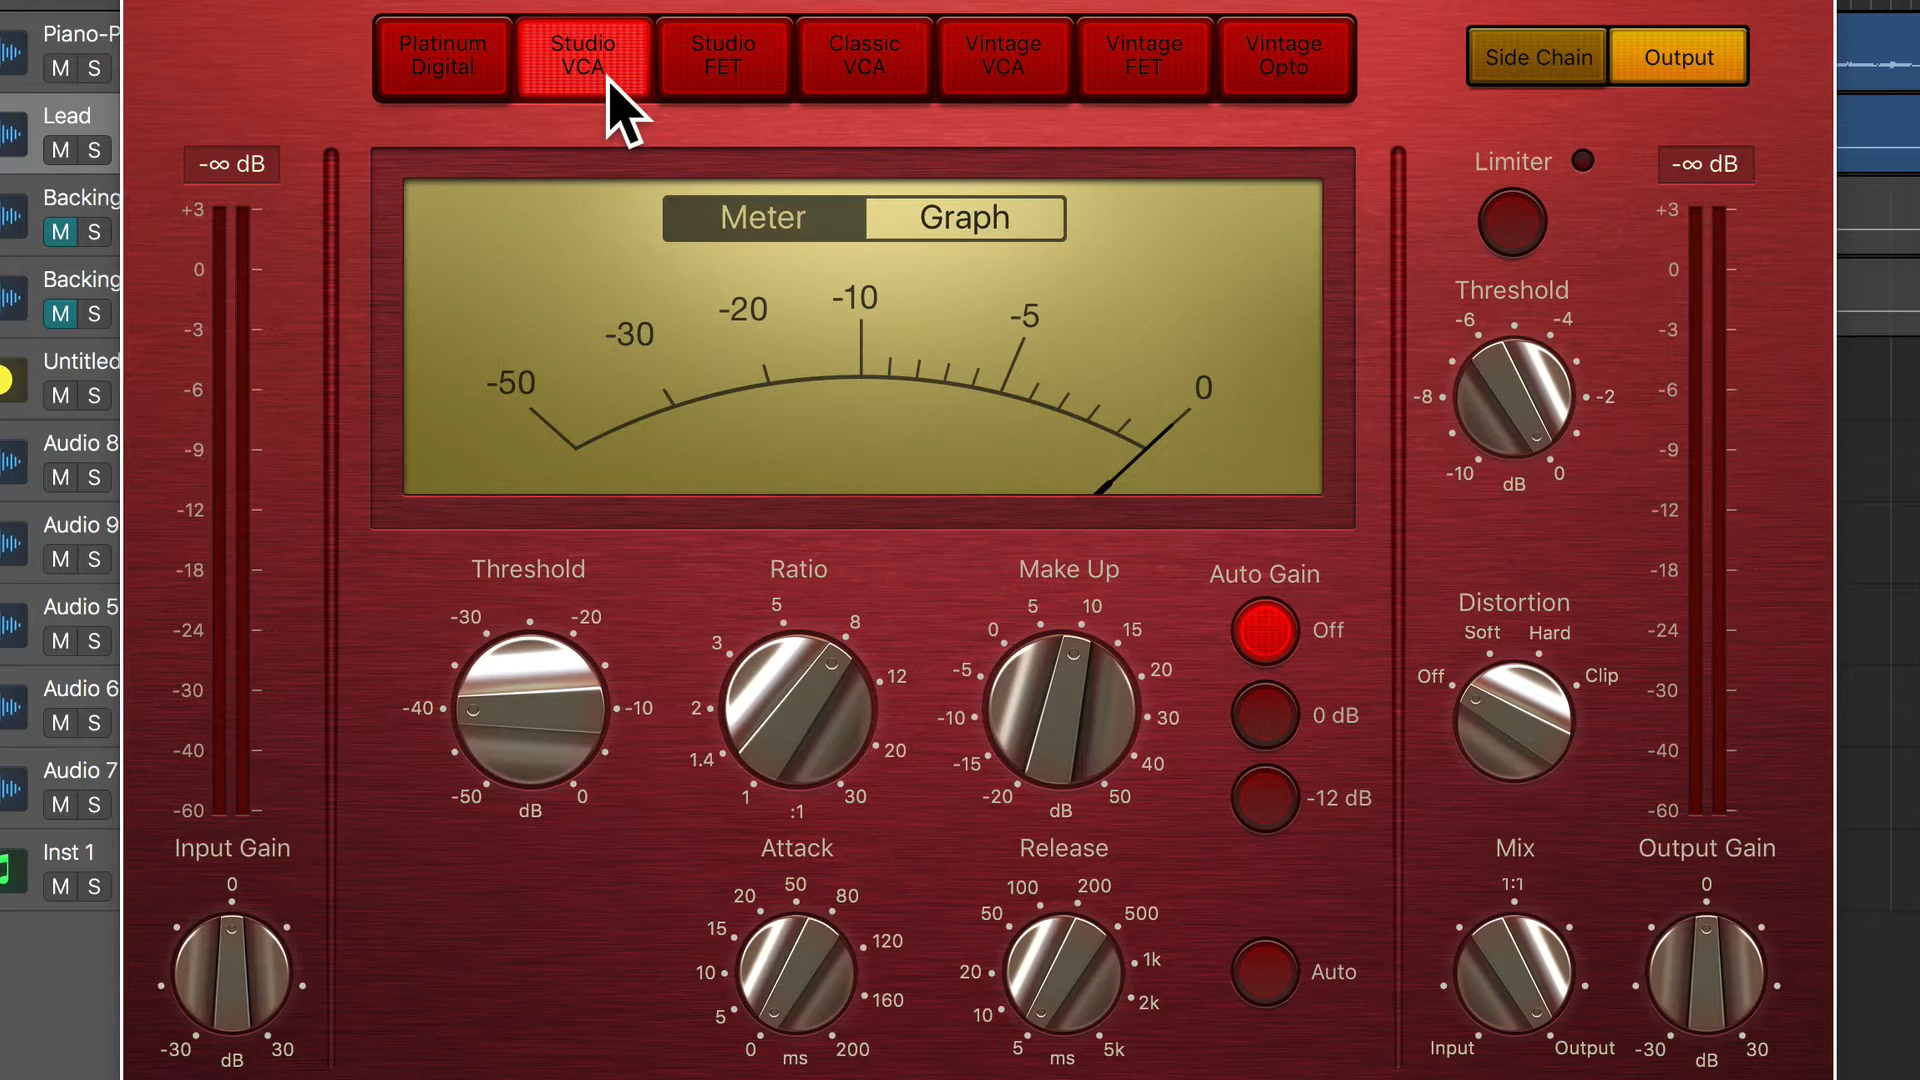 Piano-P
M S
Lead
M S
Backing
M S
Backing
M S
Untitled
M S
Audio 8
M S
Audio 9
M S
Audio 5
M S
Audio 6
M S
Audio 7
M S
Inst 1
M S
Platinum
Digital
Studio
VCA
Studio
FET
Classic
VCA
Vintage
VCA
Vintage
FET
Vintage
Opto
Side Chain
Output
-∞ dB
+3
0
-3
-6
-9
-12
-18
-24
-30
-40
-60
Input Gain
0
-30 dB 30
Meter Graph
-50 -30 -20 -10 -5 0
Threshold
-30 -20
-40 -10
-50 dB 0
Ratio
5
3 8
2 12
1.4 20
1 :1 30
Make Up
5 10
0 15
-5 20
-10 30
-15 40
-20 dB 50
Auto Gain
Off
0 dB
-12 dB
Attack
50
20 80
15 120
10 160
5
0 ms 200
Release
100 200
50 500
20 1k
10 2k
5 ms 5k
Auto
Limiter
Threshold
-6 -4
-8 -2
-10 dB 0
Distortion
Soft Hard
Off Clip
Mix
1:1
Input Output
-∞ dB
+3
0
-3
-6
-9
-12
-18
-24
-30
-40
-60
Output Gain
0
-30 dB 30